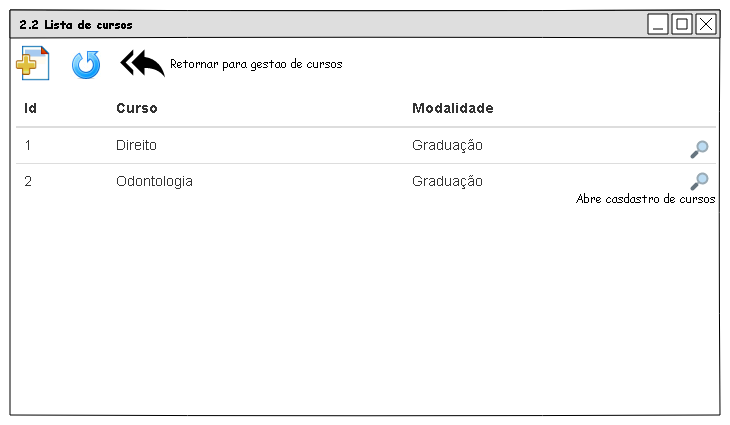 2.2 Lista de cursos
Retornar para gestao de cursos
Id Curso Modalidade
1 Direito Graduação
2 Odontologia Graduação
Abre casdastro de cursos